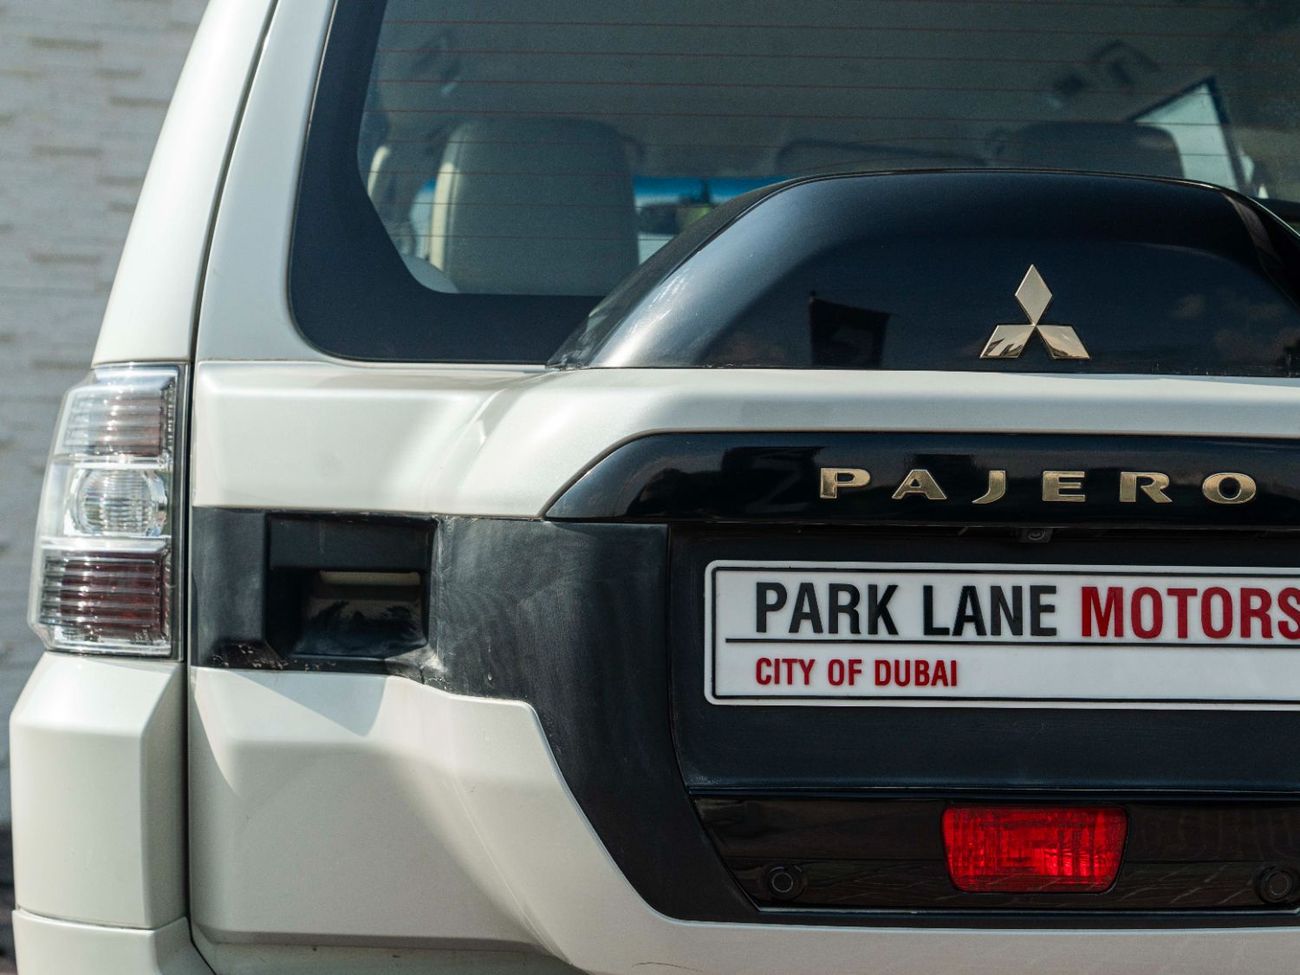 PAJERO
PARK LANE MOTORS
CITY OF DUBAI